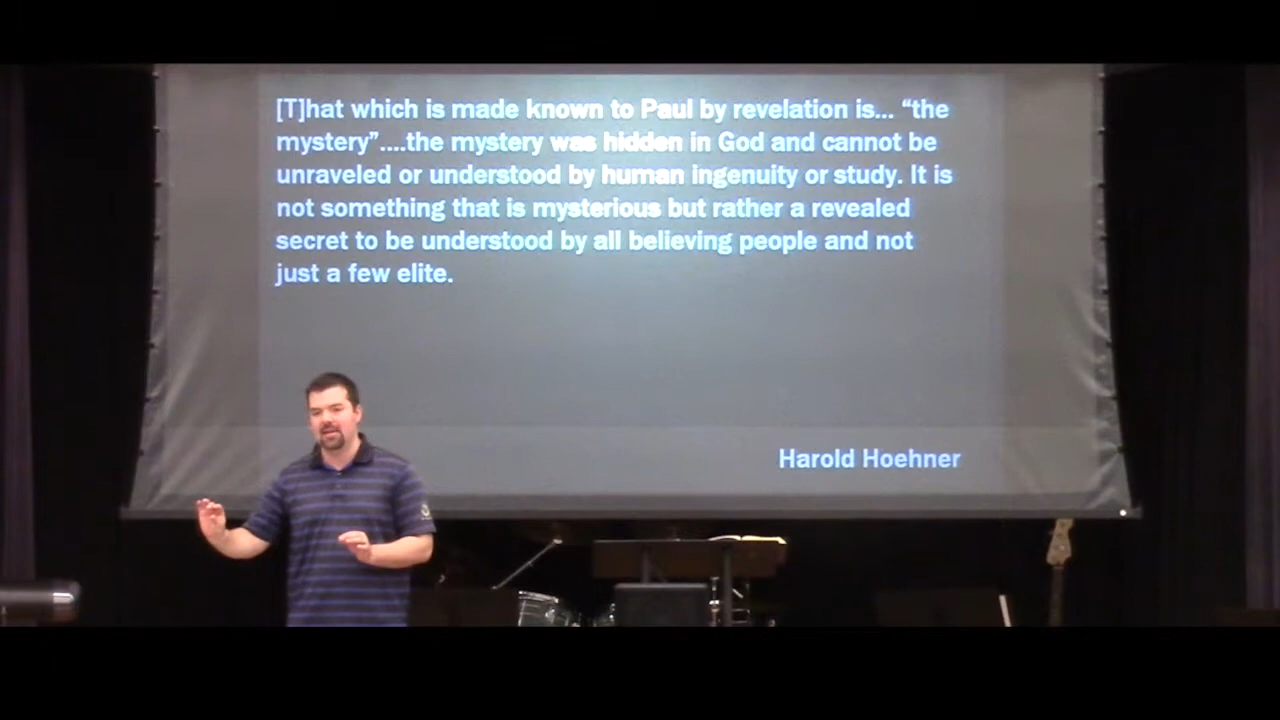 [T]hat which is made known to Paul by revelation is... “the
mystery”....the mystery was hidden in God and cannot be
unraveled or understood by human ingenuity or study. It is
not something that is mysterious but rather a revealed
secret to be understood by all believing people and not
just a few elite.
Harold Hoehner